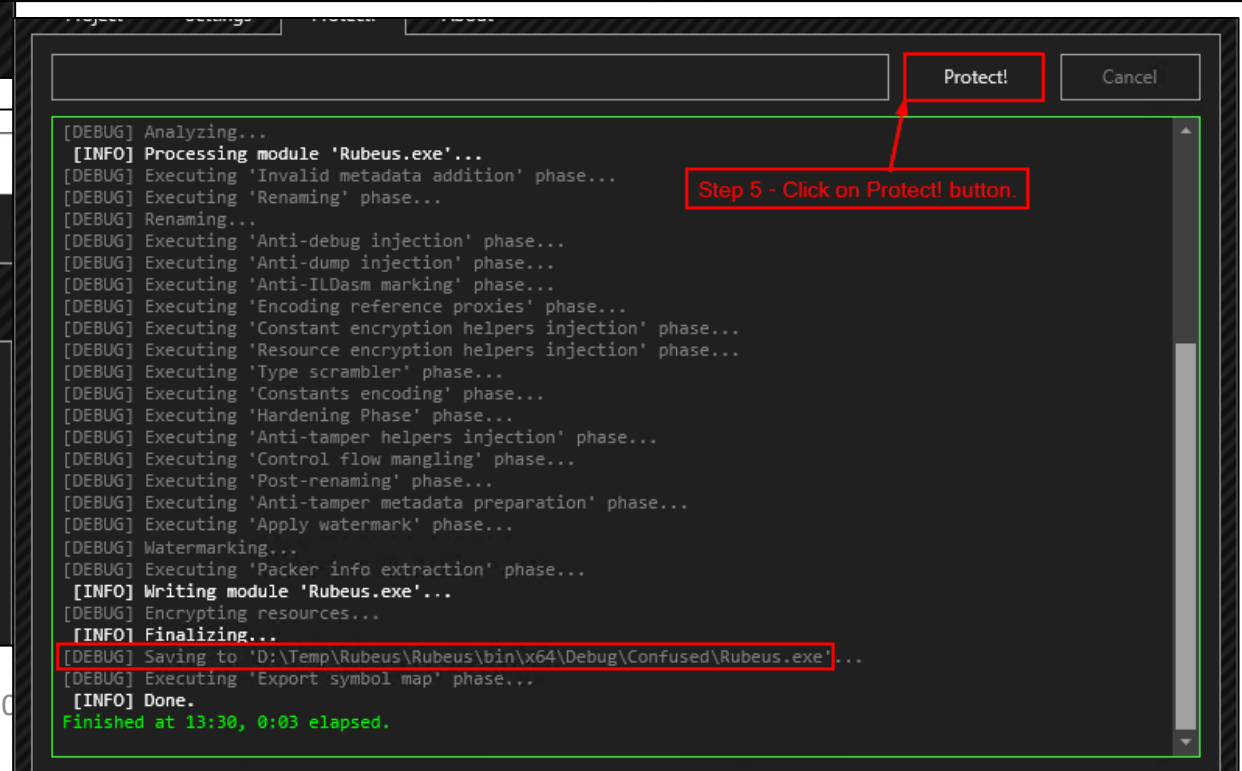 Project Settings Protect! About
Protect! Cancel
[DEBUG] Analyzing...
[INFO] Processing module 'Rubeus.exe'...
[DEBUG] Executing 'Invalid metadata addition' phase...
Step 5 - Click on Protect! button.
[DEBUG] Executing 'Renaming' phase...
[DEBUG] Renaming...
[DEBUG] Executing 'Anti-debug injection' phase...
[DEBUG] Executing 'Anti-dump injection' phase...
[DEBUG] Executing 'Anti-ILDasm marking' phase...
[DEBUG] Executing 'Encoding reference proxies' phase...
[DEBUG] Executing 'Constant encryption helpers injection' phase...
[DEBUG] Executing 'Resource encryption helpers injection' phase...
[DEBUG] Executing 'Type scrambler' phase...
[DEBUG] Executing 'Constants encoding' phase...
[DEBUG] Executing 'Hardening Phase' phase...
[DEBUG] Executing 'Anti-tamper helpers injection' phase...
[DEBUG] Executing 'Control flow mangling' phase...
[DEBUG] Executing 'Post-renaming' phase...
[DEBUG] Executing 'Anti-tamper metadata preparation' phase...
[DEBUG] Executing 'Apply watermark' phase...
[DEBUG] Watermarking...
[DEBUG] Executing 'Packer info extraction' phase...
[INFO] Writing module 'Rubeus.exe'...
[DEBUG] Encrypting resources...
[INFO] Finalizing...
[DEBUG] Saving to 'D:\Temp\Rubeus\Rubeus\bin\x64\Debug\Confused\Rubeus.exe'...
[DEBUG] Executing 'Export symbol map' phase...
[INFO] Done.
Finished at 13:30, 0:03 elapsed.